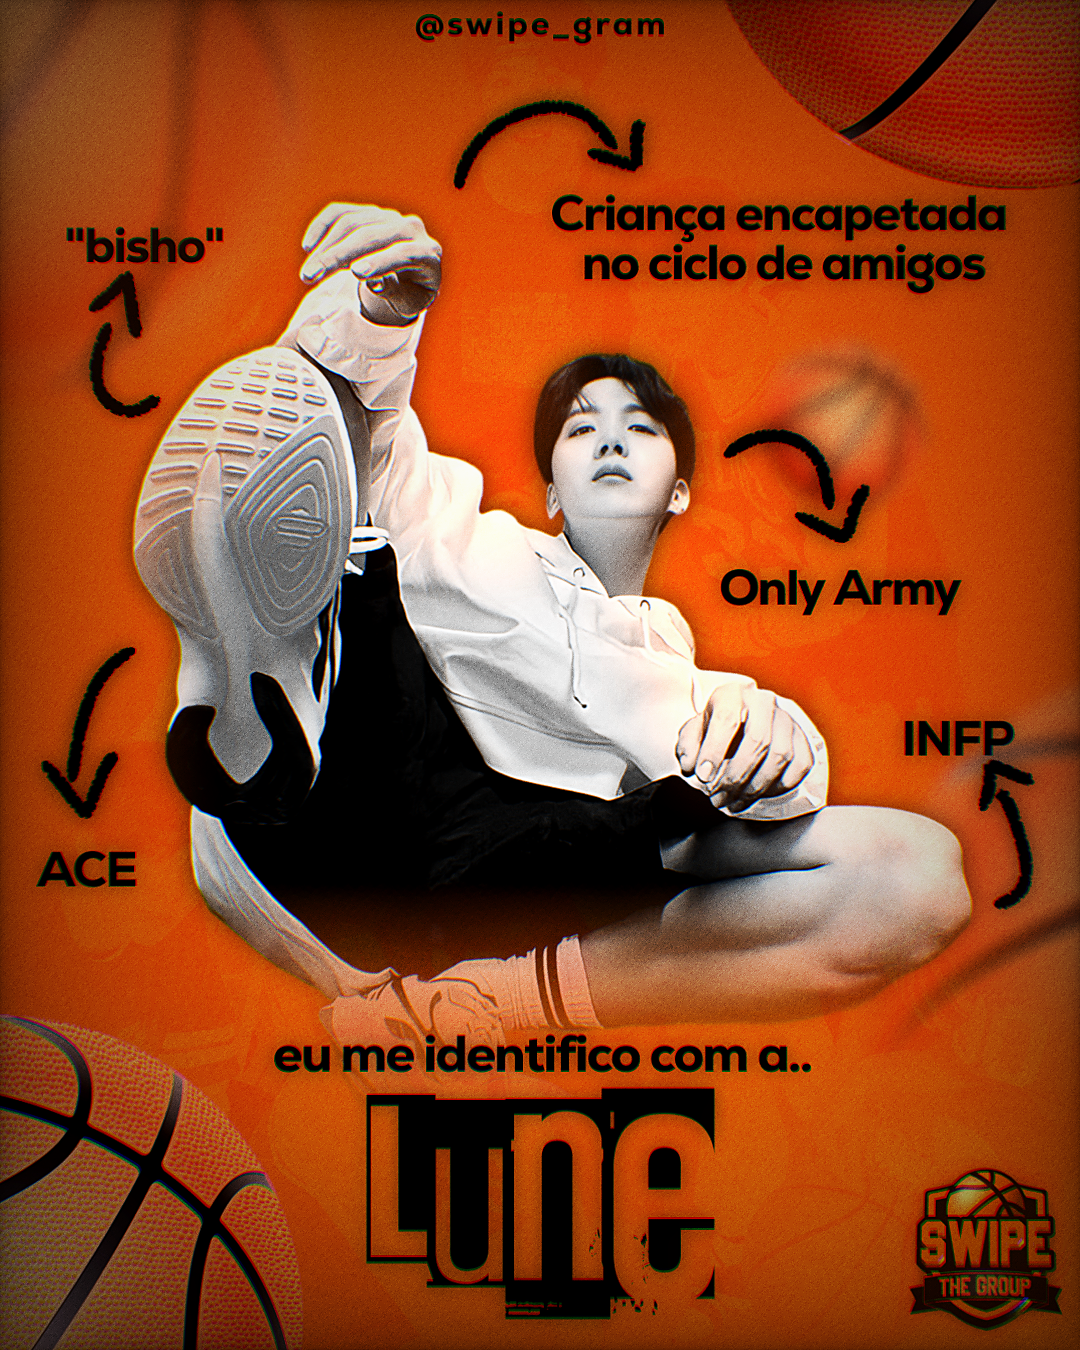 @swipe_gram
Criança encapetada
no ciclo de amigos
"bisho"
Only Army
INFP
ACE
eu me identifico com a..
Lune
SWIPE
THE GROUP